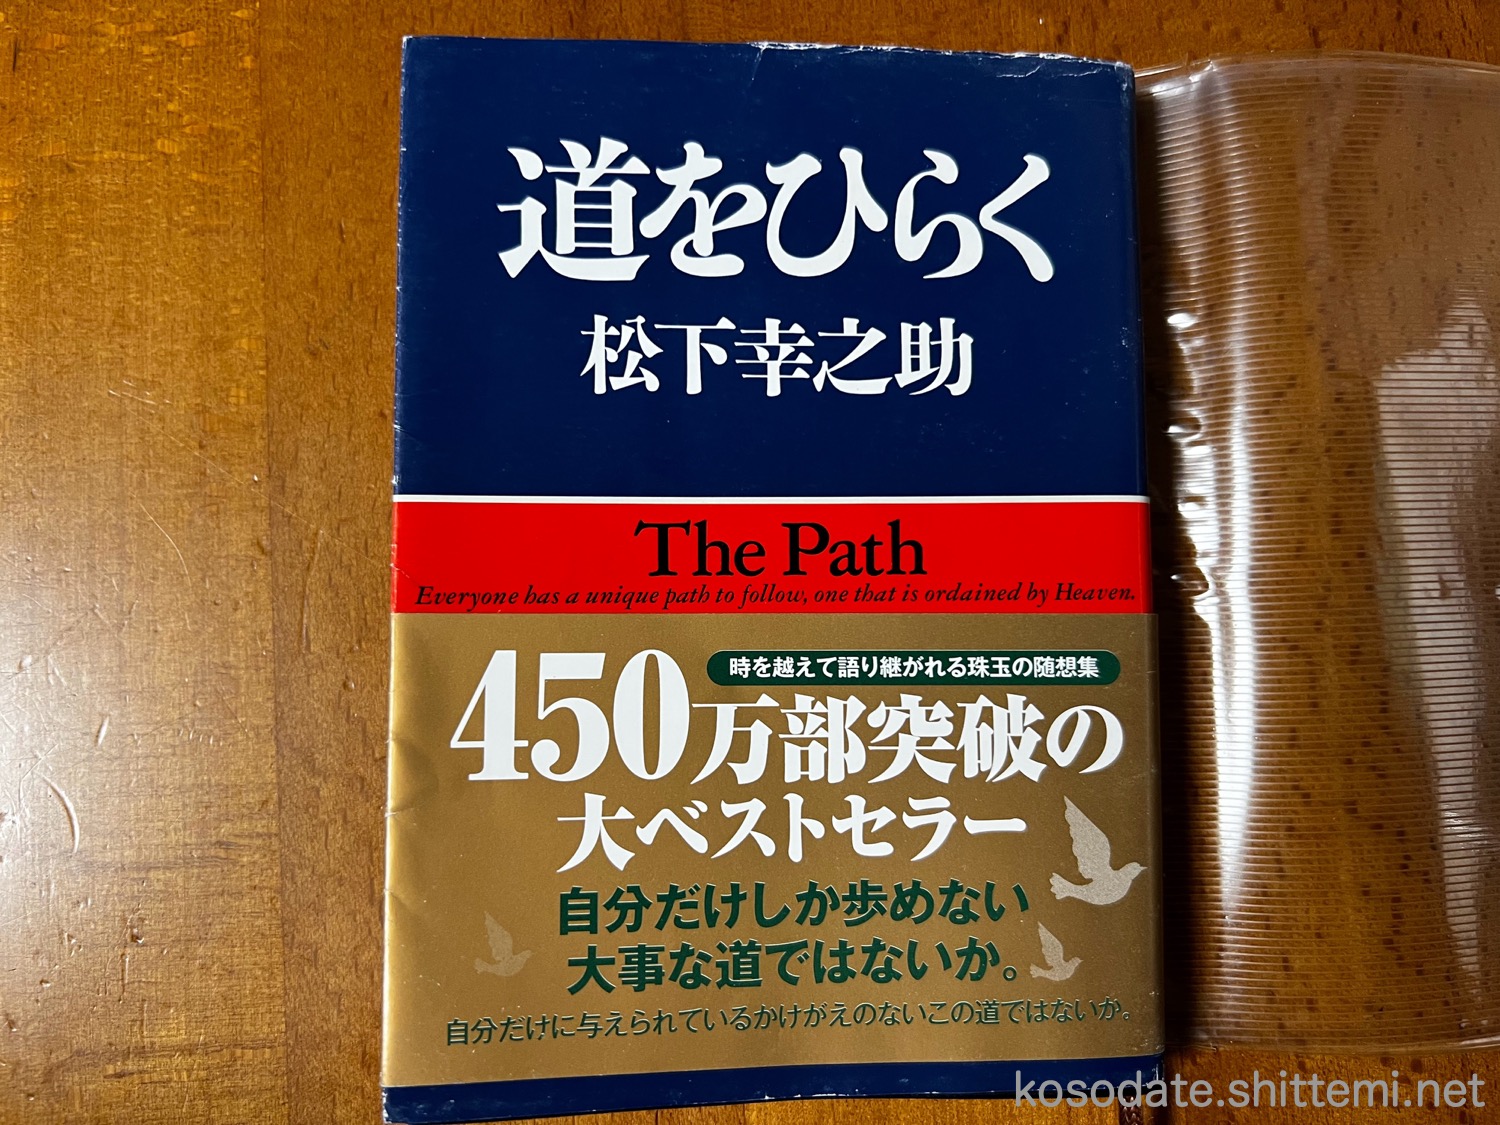 道をひらく
松下幸之助
The Path
Everyone has a unique path to follow, one that is ordained by Heaven.
時を越えて語り継がれる珠玉の随想集
450万部突破の
大ベストセラー
自分だけしか歩めない
大事な道ではないか。
自分だけに与えられているかけがえのないこの道ではないか。
kosodate.shittemi.net